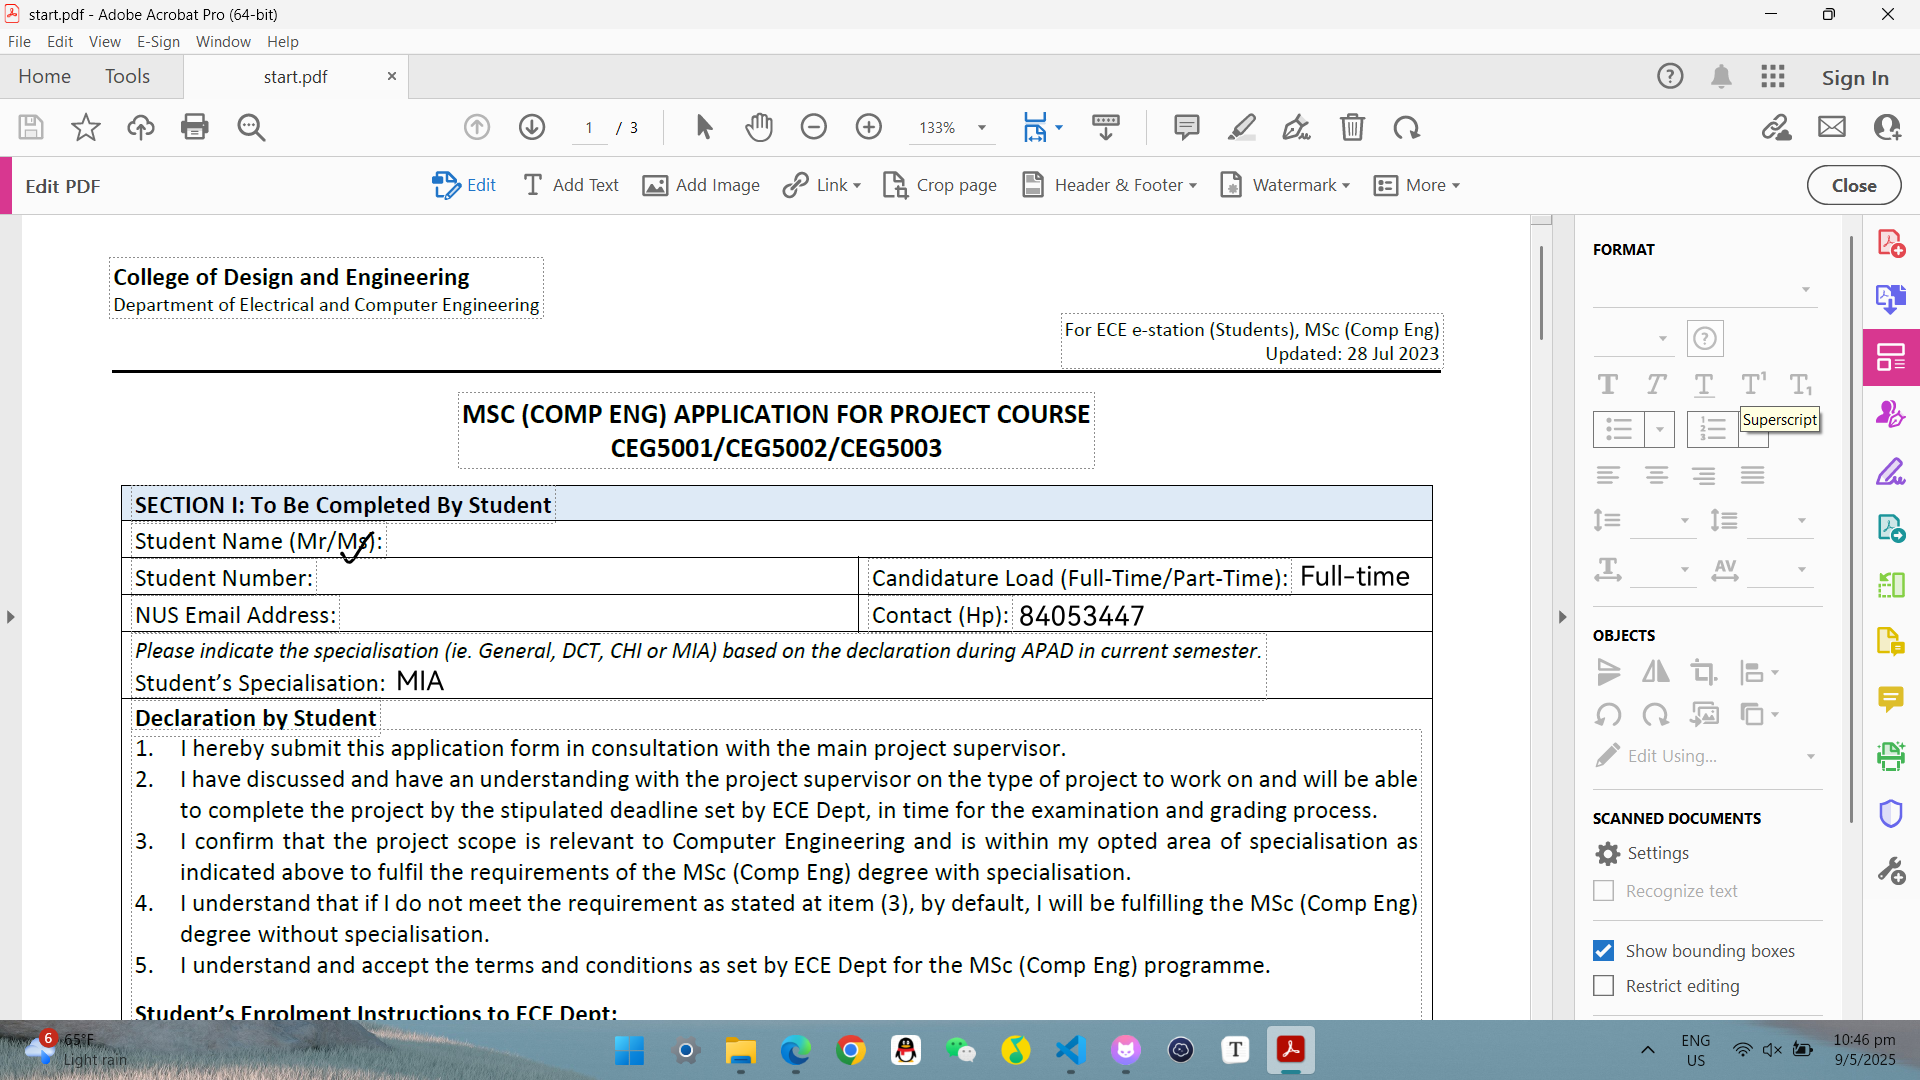 start.pdf - Adobe Acrobat Pro (64-bit)
File Edit View E-Sign Window Help
Home Tools start.pdf × Sign In
1 / 3 133%
Edit PDF Edit Add Text Add Image Link Crop page Header & Footer Watermark More Close
College of Design and Engineering
Department of Electrical and Computer Engineering
For ECE e-station (Students), MSc (Comp Eng)
Updated: 28 Jul 2023
MSC (COMP ENG) APPLICATION FOR PROJECT COURSE
CEG5001/CEG5002/CEG5003
SECTION I: To Be Completed By Student
Student Name (Mr/Ms):
Student Number:
Candidature Load (Full-Time/Part-Time): Full-time
NUS Email Address:
Contact (Hp): 84053447
Please indicate the specialisation (ie. General, DCT, CHI or MIA) based on the declaration during APAD in current semester.
Student’s Specialisation: MIA
Declaration by Student
1. I hereby submit this application form in consultation with the main project supervisor.
2. I have discussed and have an understanding with the project supervisor on the type of project to work on and will be able
to complete the project by the stipulated deadline set by ECE Dept, in time for the examination and grading process.
3. I confirm that the project scope is relevant to Computer Engineering and is within my opted area of specialisation as
indicated above to fulfil the requirements of the MSc (Comp Eng) degree with specialisation.
4. I understand that if I do not meet the requirement as stated at item (3), by default, I will be fulfilling the MSc (Comp Eng)
degree without specialisation.
5. I understand and accept the terms and conditions as set by ECE Dept for the MSc (Comp Eng) programme.
Student’s Enrolment Instructions to ECE Dept:
FORMAT
Superscript
OBJECTS
Edit Using...
SCANNED DOCUMENTS
Settings
Recognize text
Show bounding boxes
Restrict editing
6
65°F
Light rain
ENG
US
10:46 pm
9/5/2025